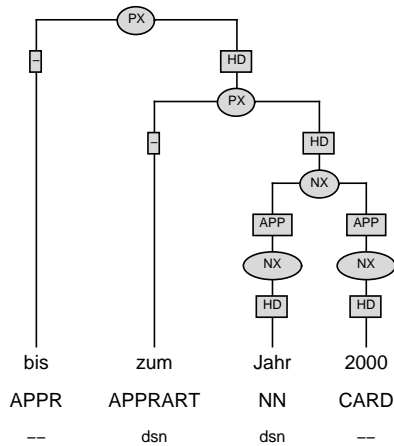 PX
– HD
PX
– HD
NX
APP APP
NX NX
HD HD
bis zum Jahr 2000
APPR APPRART NN CARD
–– dsn dsn ––